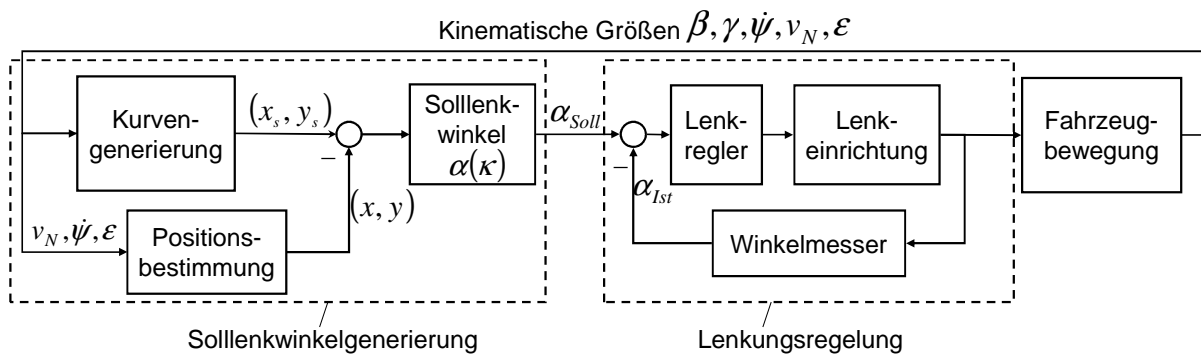 Kinematische Größen β, γ, ψ̇, v_N, ε
Kurven-
generierung
(x_s, y_s)
−
Solllenk-
winkel
α(κ)
α_Soll
−
Lenk-
regler
Lenk-
einrichtung
Fahrzeug-
bewegung
α_Ist
(x, y)
v_N, ψ̇, ε
Positions-
bestimmung
Winkelmesser
Solllenkwinkelgenerierung
Lenkungsregelung